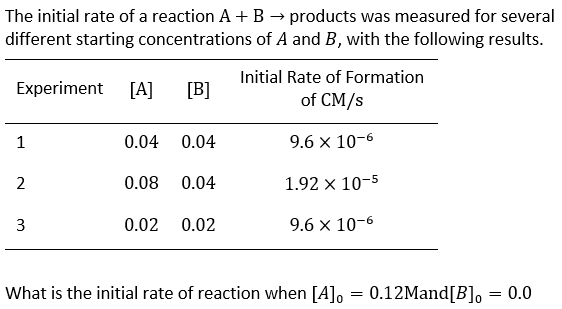 The initial rate of a reaction A + B → products was measured for several
different starting concentrations of A and B, with the following results.
Experiment [A] [B] Initial Rate of Formation
of CM/s
1 0.04 0.04 9.6 × 10⁻⁶
2 0.08 0.04 1.92 × 10⁻⁵
3 0.02 0.02 9.6 × 10⁻⁶
What is the initial rate of reaction when [A]₀ = 0.12Mand[B]₀ = 0.0